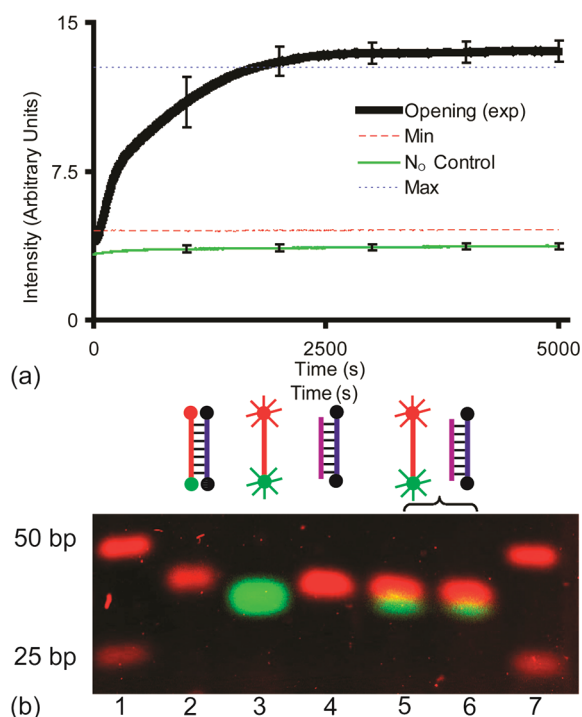 15
Opening (exp)
Min
7.5
N₀ Control
Max
Intensity (Arbitrary Units)
0
0
2500
5000
Time (s)
(a)
Time (s)
50 bp
25 bp
(b)
1
2
3
4
5
6
7